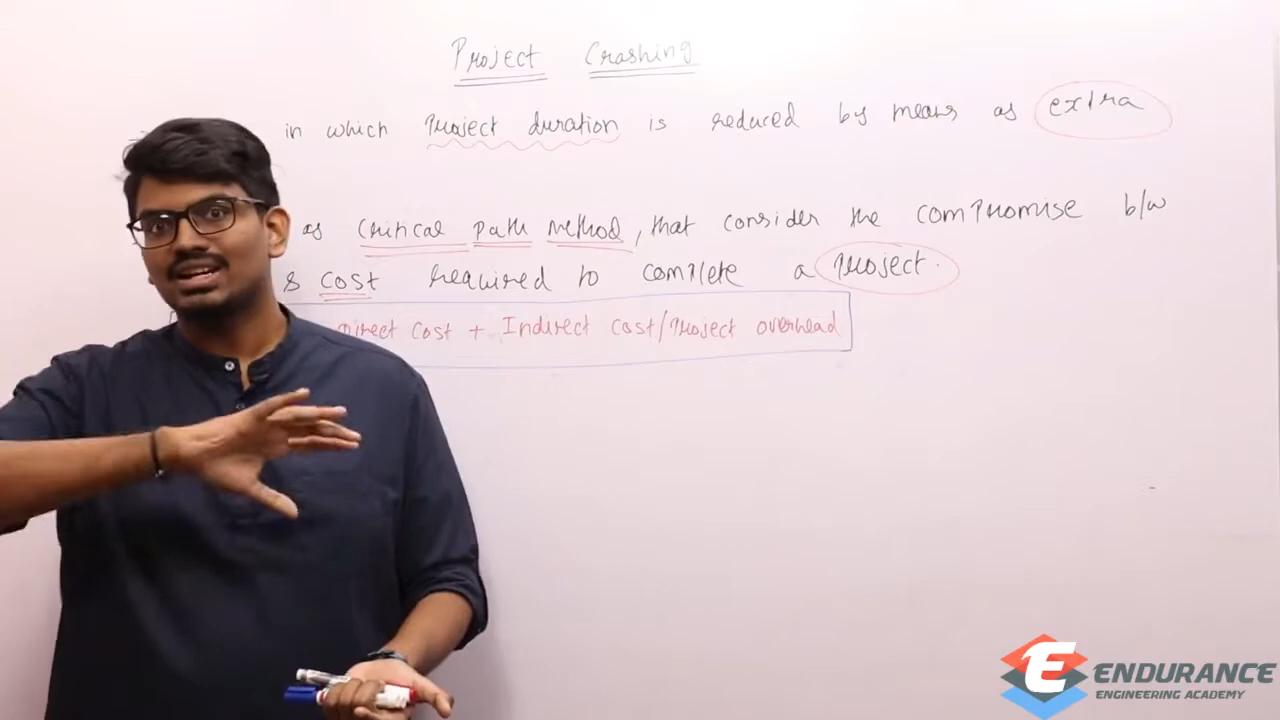 Project Crashing
in which Project duration is reduced by means as extra
as Critical Path Method, that consider the compromise b/w
& cost required to complete a Project.
Direct Cost + Indirect Cost/Project overhead
E ENDURANCE
ENGINEERING ACADEMY